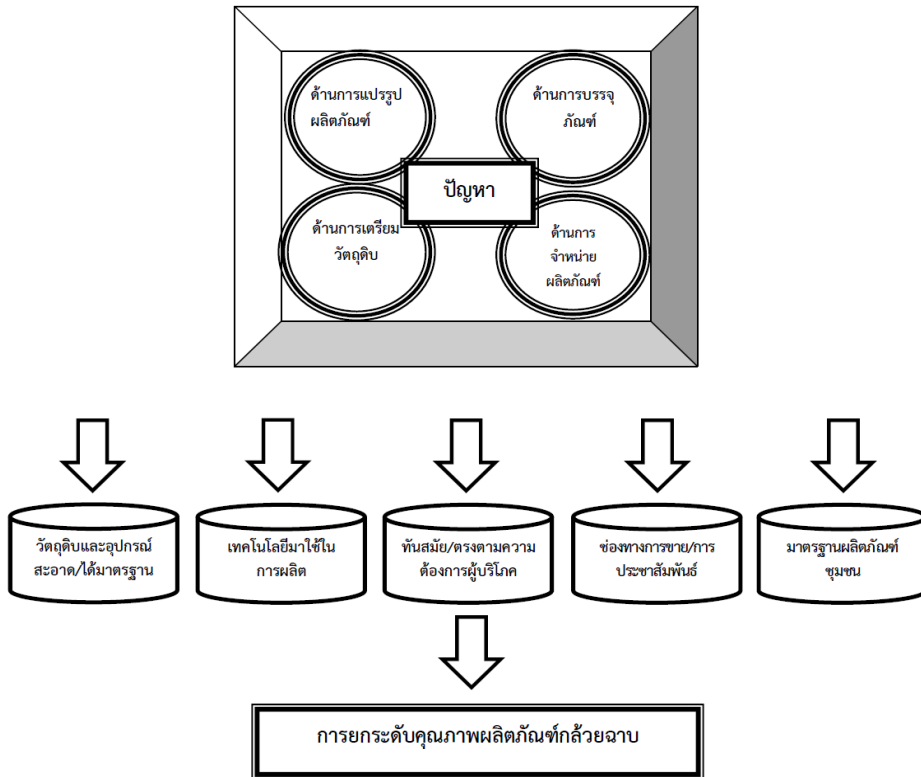 ด้านการแปรรูป
ผลิตภัณฑ์
ด้านการบรรจุ
ภัณฑ์
ปัญหา
ด้านการเตรียม
วัตถุดิบ
ด้านการ
จำหน่าย
ผลิตภัณฑ์
วัตถุดิบและอุปกรณ์
สะอาด/ได้มาตรฐาน
เทคโนโลยีมาใช้ใน
การผลิต
ทันสมัย/ตรงตามความ
ต้องการผู้บริโภค
ช่องทางการขาย/การ
ประชาสัมพันธ์
มาตรฐานผลิตภัณฑ์
ชุมชน
การยกระดับคุณภาพผลิตภัณฑ์กล้วยฉาบ